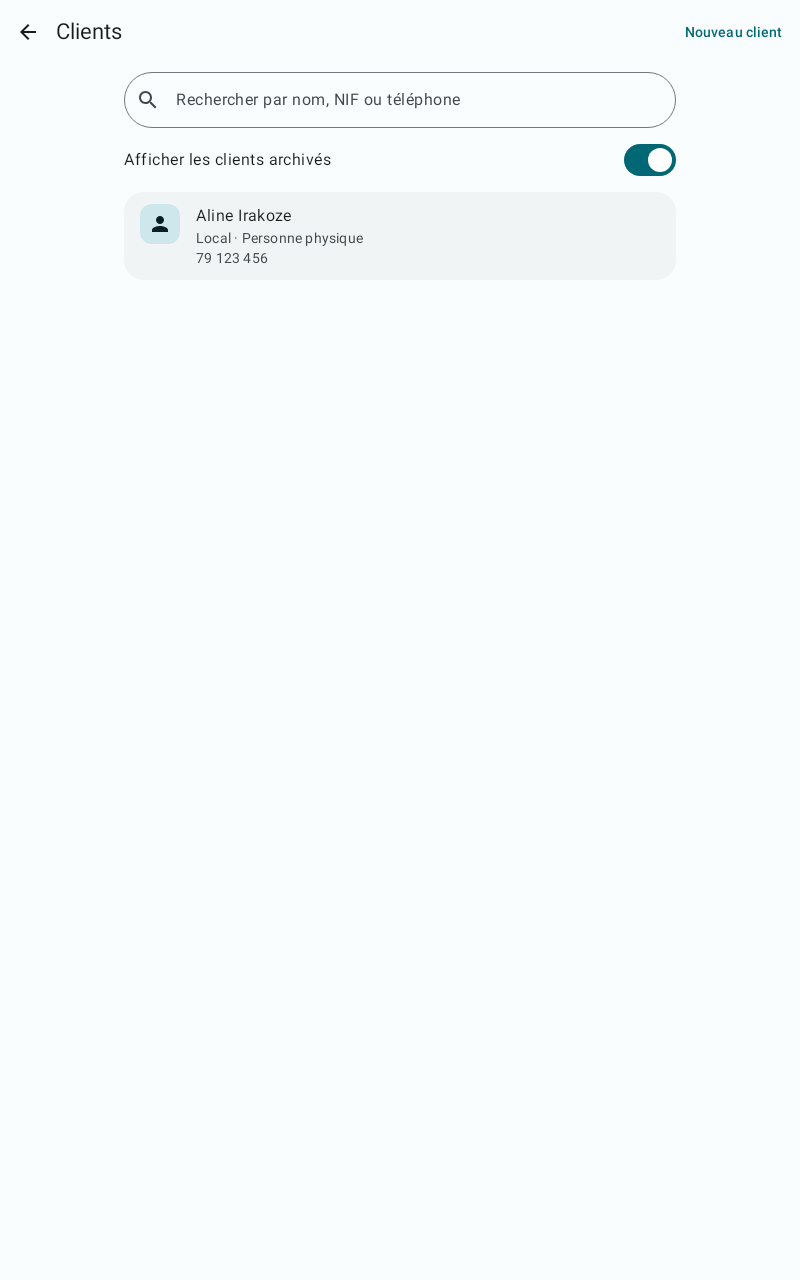 Clients
Nouveau client
Rechercher par nom, NIF ou téléphone
Afficher les clients archivés
Aline Irakoze
Local · Personne physique
79 123 456